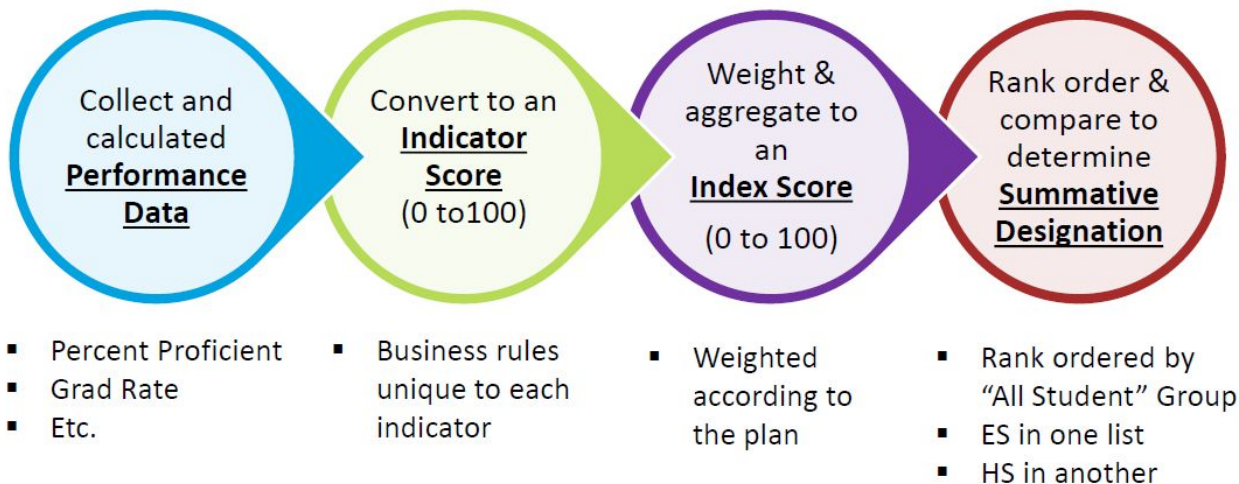 Collect and
calculated
Performance
Data
Convert to an
Indicator
Score
(0 to100)
Weight &
aggregate to
an
Index Score
(0 to 100)
Rank order &
compare to
determine
Summative
Designation
▪ Percent Proficient
▪ Grad Rate
▪ Etc.
▪ Business rules
unique to each
indicator
▪ Weighted
according to
the plan
▪ Rank ordered by
“All Student” Group
▪ ES in one list
▪ HS in another